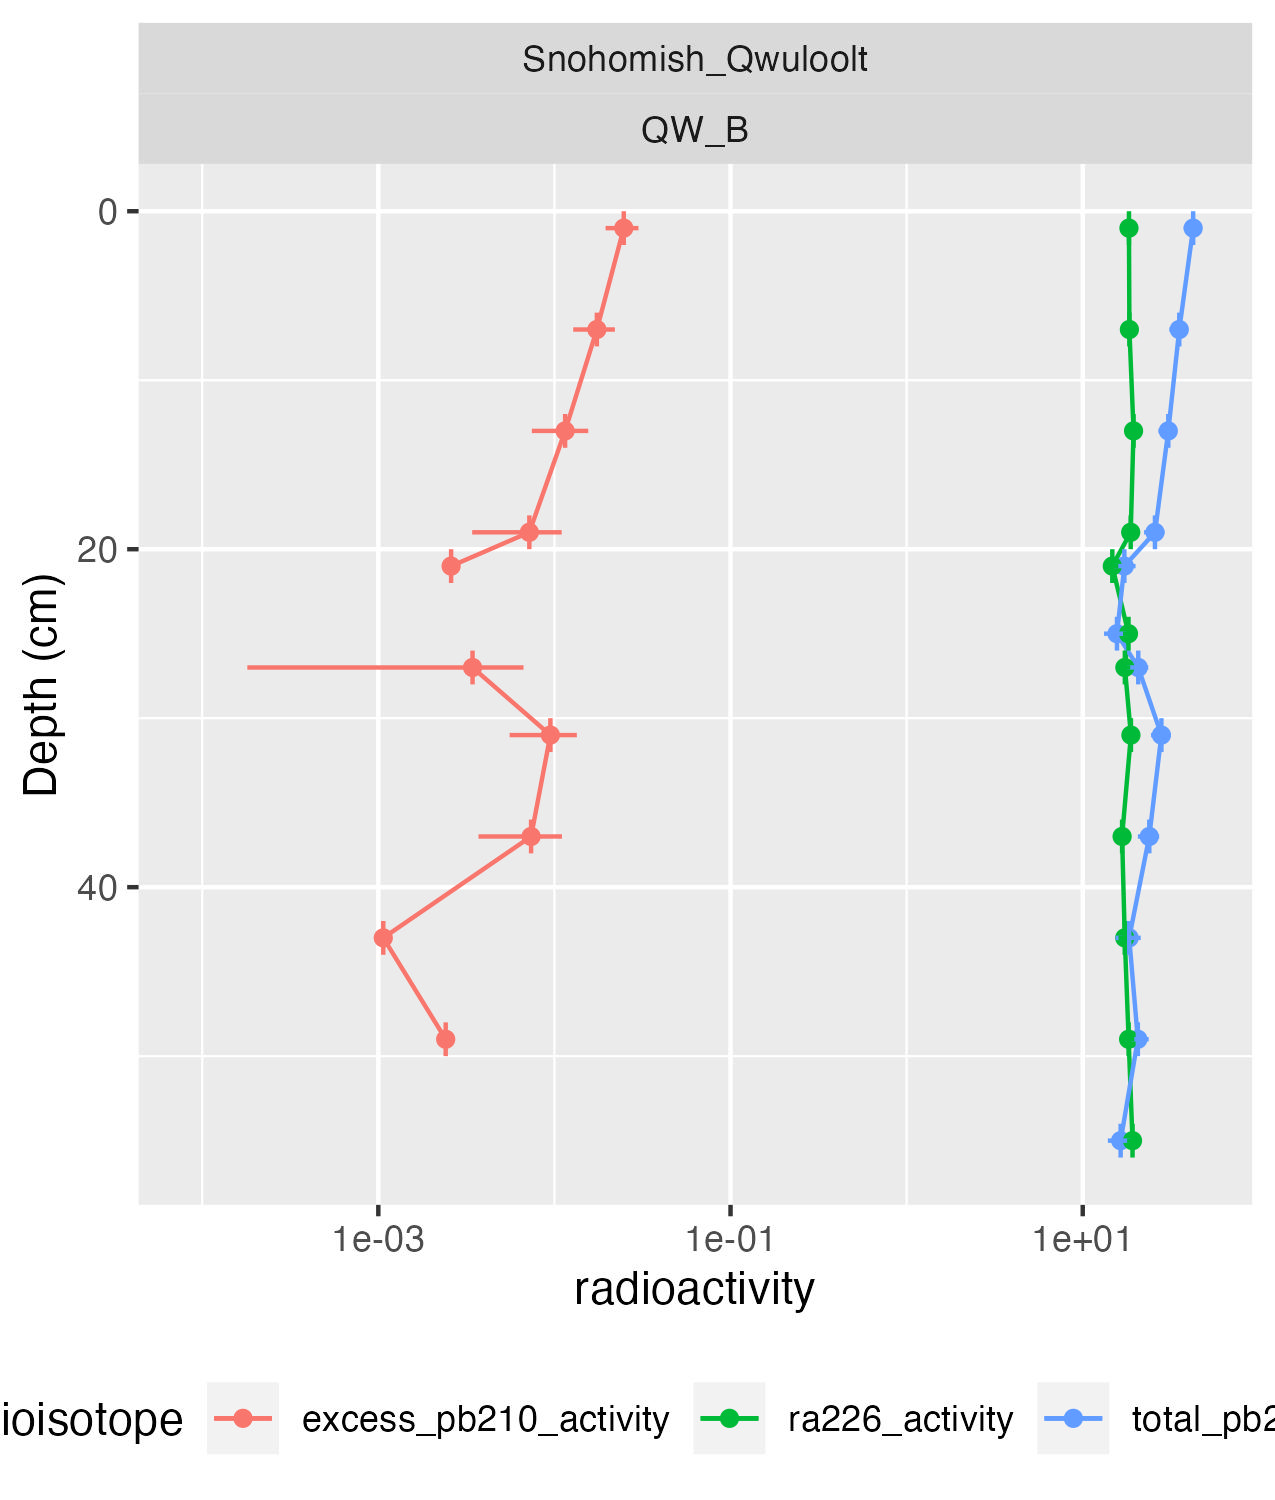 Snohomish_Qwuloolt
QW_B
0
20
40
Depth (cm)
1e-03 1e-01 1e+01
radioactivity
ioisotope excess_pb210_activity ra226_activity total_pb2